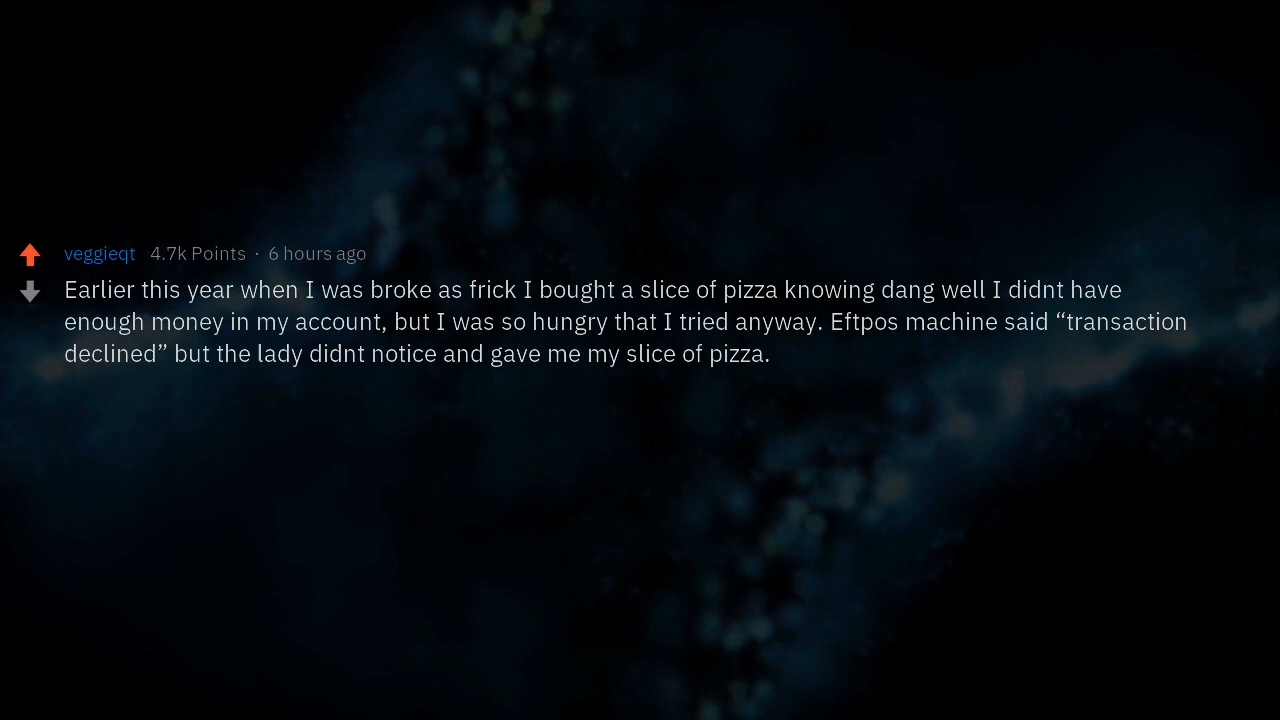 veggieqt 4.7k Points · 6 hours ago
Earlier this year when I was broke as frick I bought a slice of pizza knowing dang well I didnt have
enough money in my account, but I was so hungry that I tried anyway. Eftpos machine said “transaction
declined” but the lady didnt notice and gave me my slice of pizza.